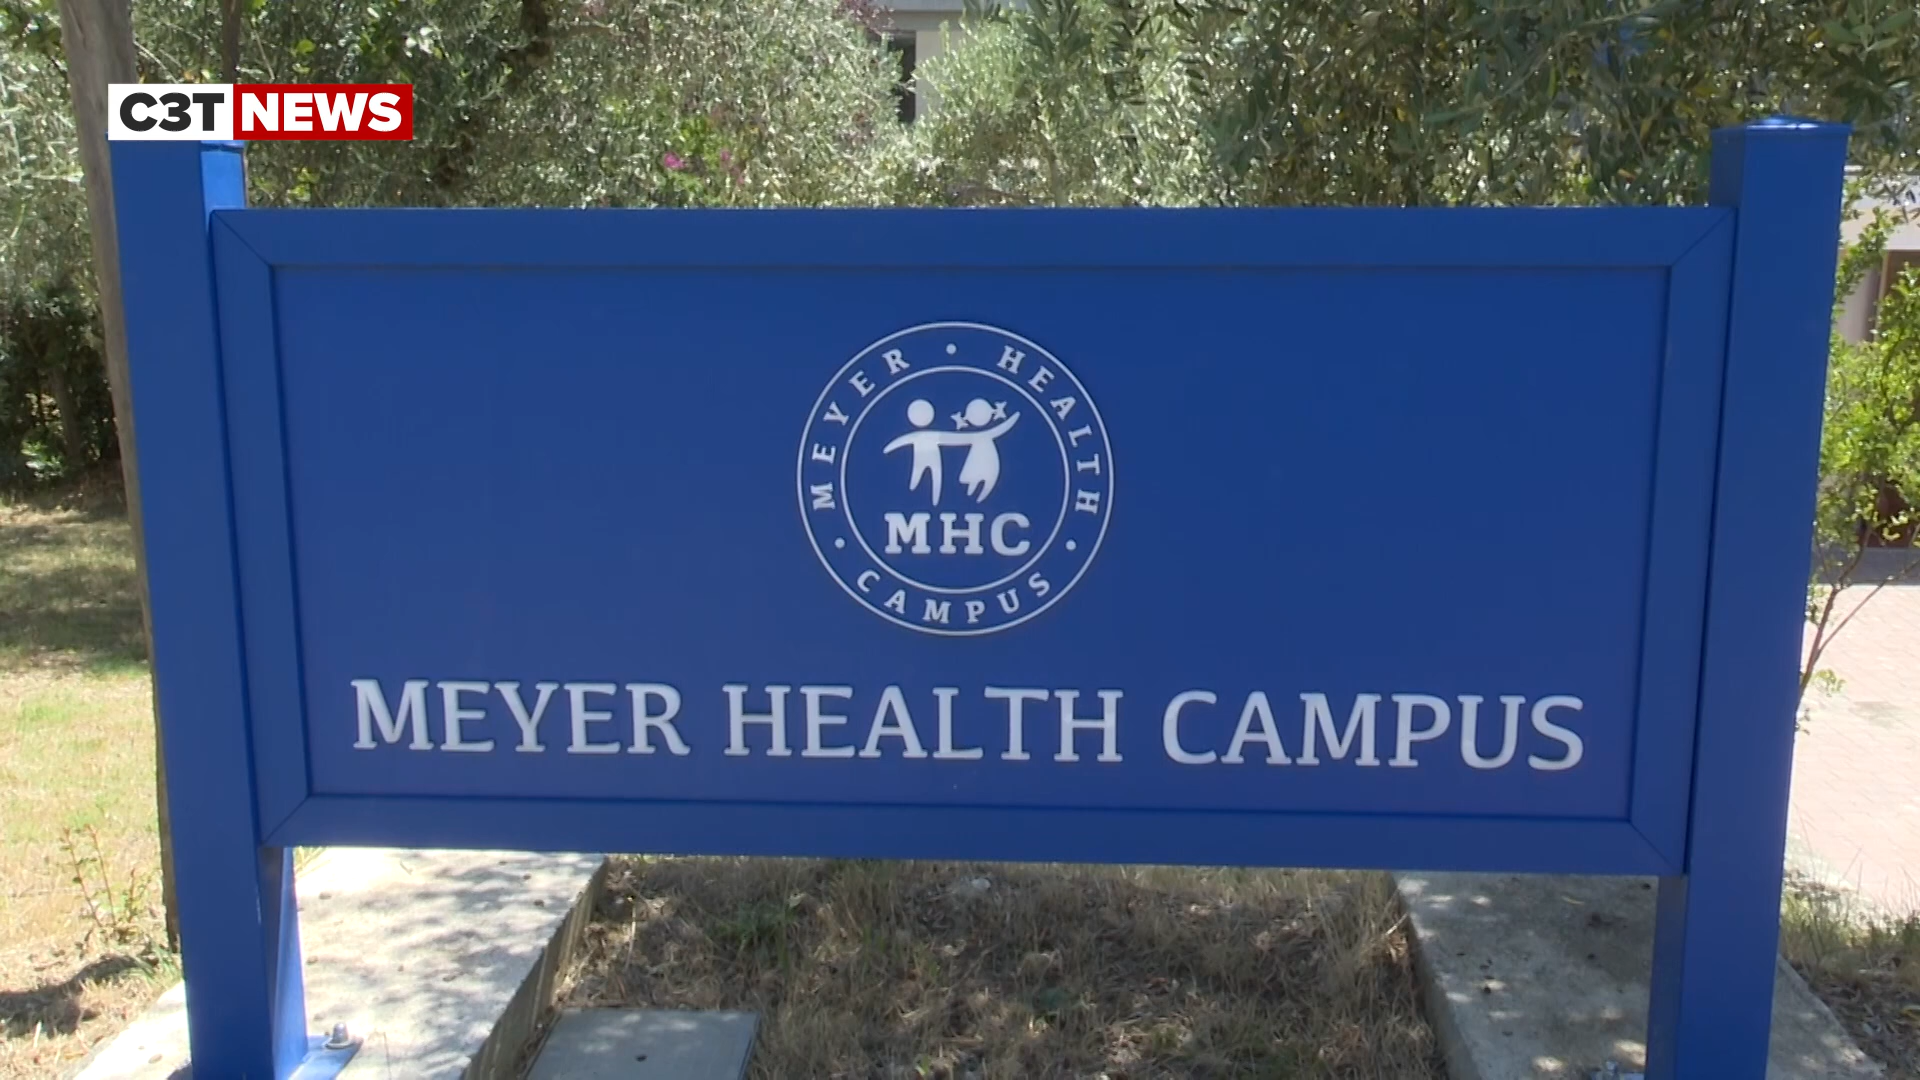 C3T NEWS
MEYER • HEALTH • CAMPUS •
MHC
MEYER HEALTH CAMPUS